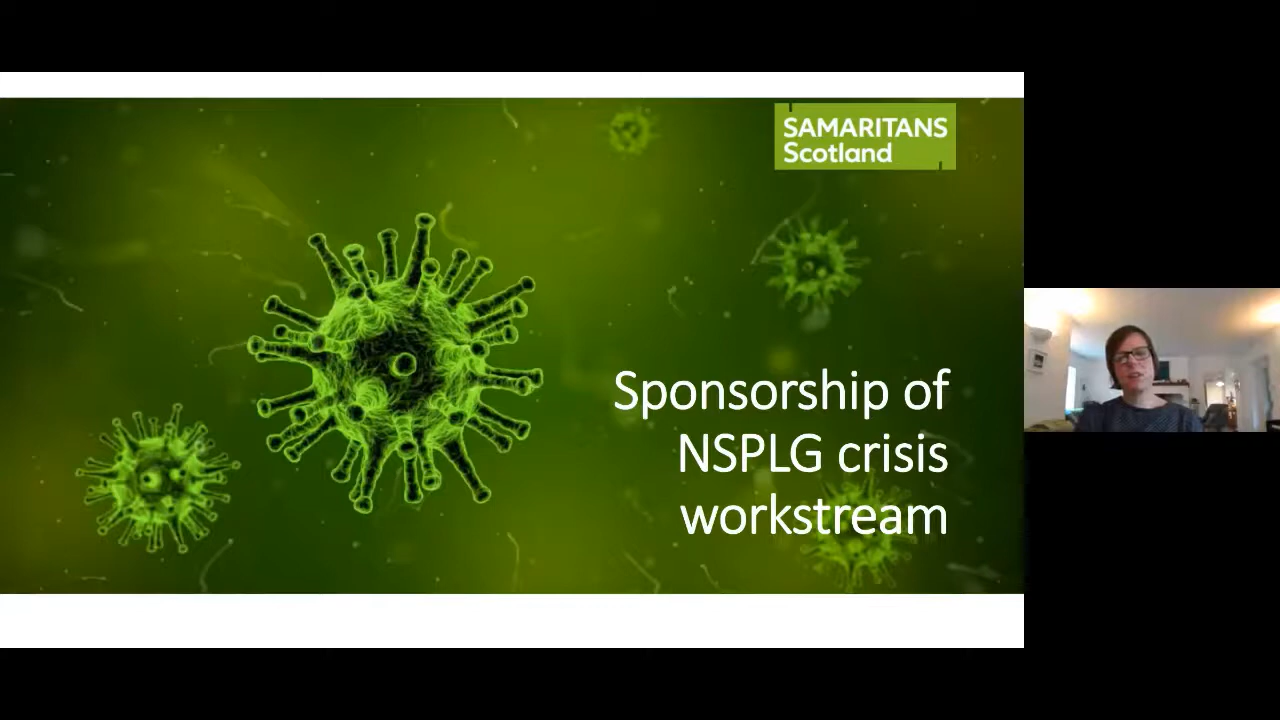 SAMARITANS
Scotland
Sponsorship of
NSPLG crisis
workstream